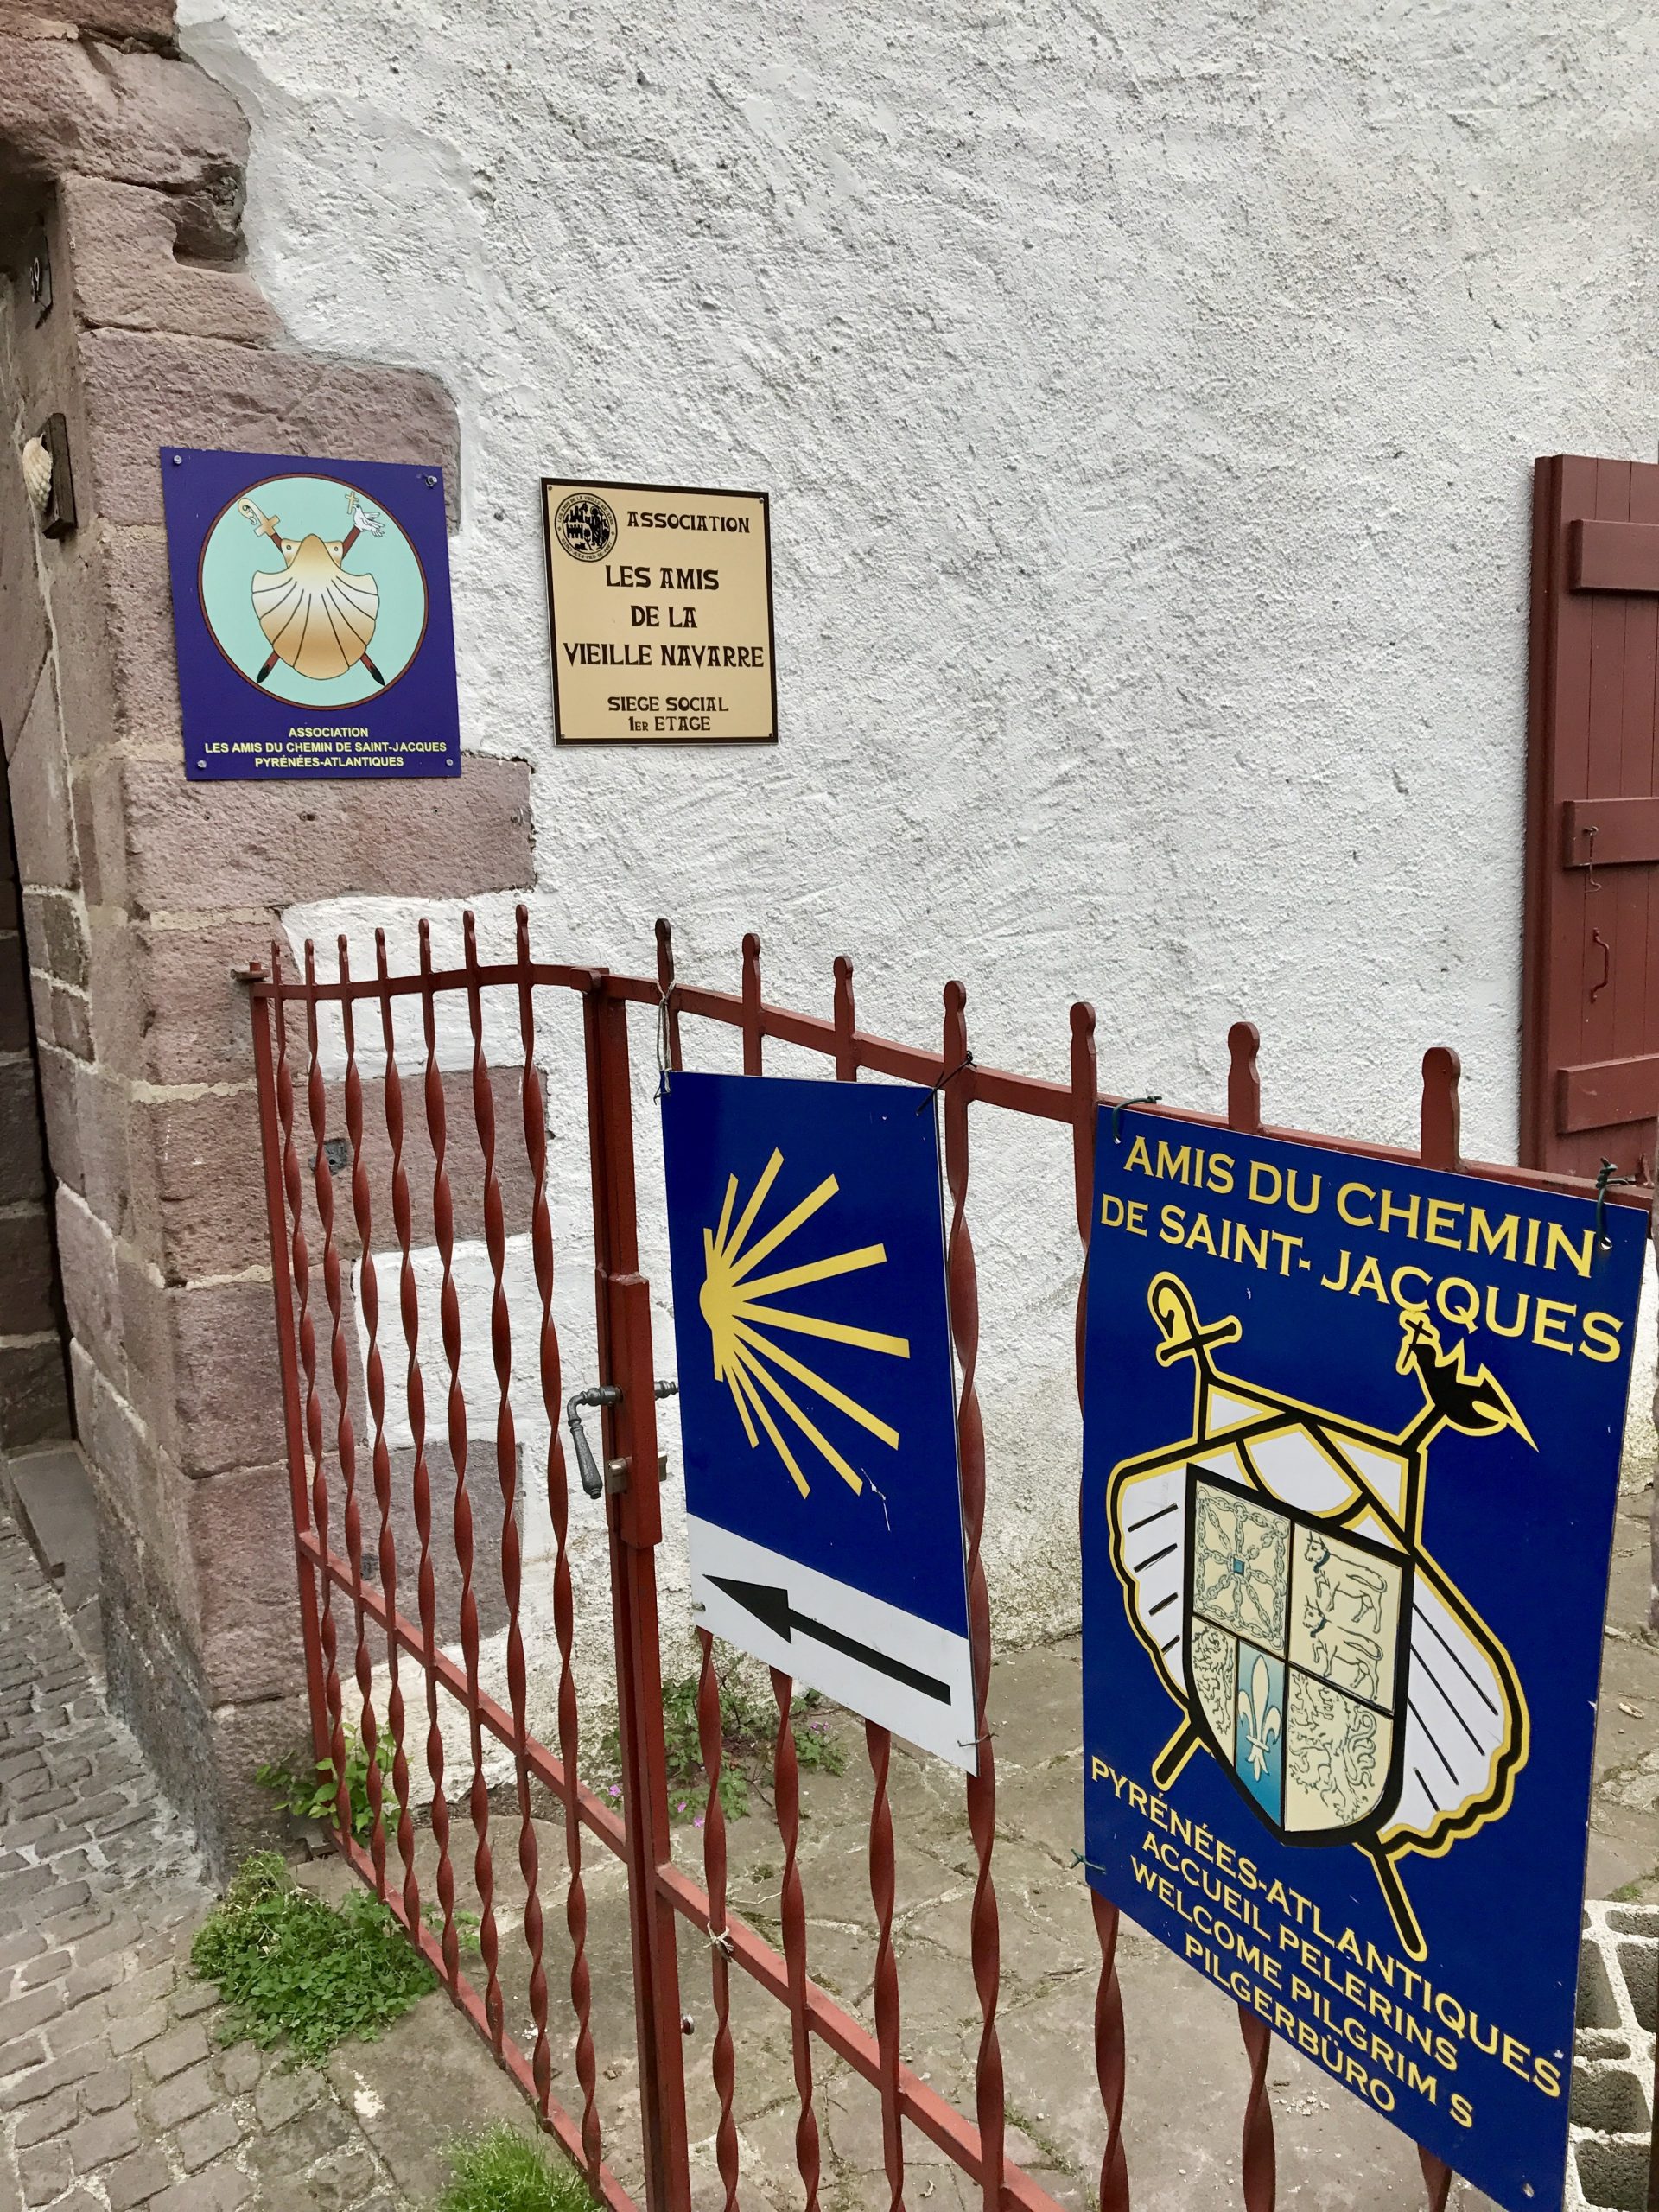 39
ASSOCIATION
LES AMIS DU CHEMIN DE SAINT-JACQUES
PYRÉNÉES-ATLANTIQUES
ASSOCIATION
LES AMIS
DE LA
VIEILLE NAVARRE
SIEGE SOCIAL
1ER ETAGE
AMIS DU CHEMIN
DE SAINT-JACQUES
PYRÉNÉES-ATLANTIQUES
ACCUEIL PELERINS
WELCOME PILGRIM S
PILGERBÜRO